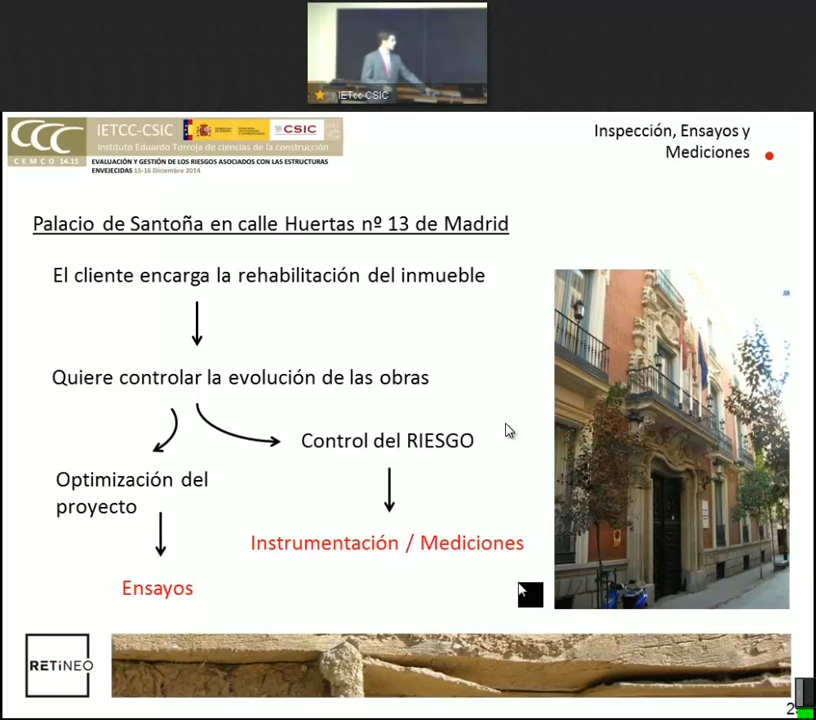 IETcc-CSIC
CCC
CEMCO 14.15
IETCC-CSIC
CSIC
Instituto Eduardo Torroja de ciencias de la construcción
EVALUACIÓN Y GESTIÓN DE LOS RIESGOS ASOCIADOS CON LAS ESTRUCTURAS
ENVEJECIDAS 15-16 Diciembre 2014
Inspección, Ensayos y
Mediciones
Palacio de Santoña en calle Huertas nº 13 de Madrid
El cliente encarga la rehabilitación del inmueble
Quiere controlar la evolución de las obras
Control del RIESGO
Optimización del
proyecto
Instrumentación / Mediciones
Ensayos
RETINEO